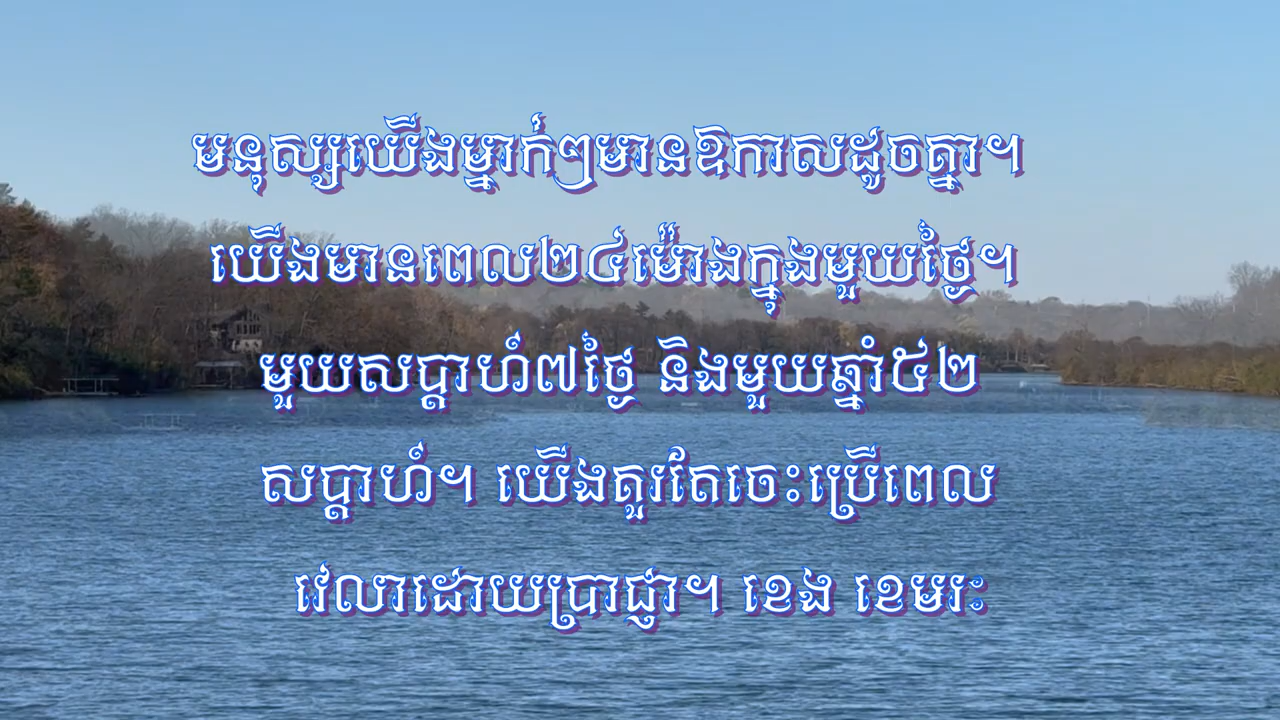 មនុស្សយើងម្នាក់ៗមានឱកាសដូចគ្នា។
យើងមានពេល២៤ម៉ោងក្នុងមួយថ្ងៃ។
មួយសប្តាហ៍៧ថ្ងៃ និងមួយឆ្នាំ៥២
សប្តាហ៍។ យើងគួរតែចេះប្រើពេល
វេលាដោយប្រាជ្ញា។ ខេង ខេមរៈ